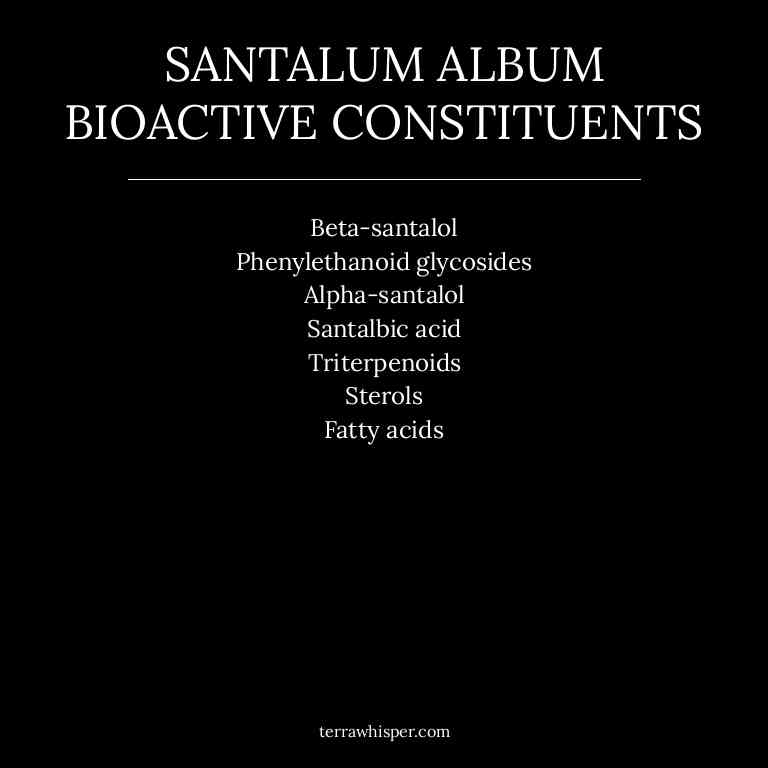 SANTALUM ALBUM
BIOACTIVE CONSTITUENTS
Beta-santalol
Phenylethanoid glycosides
Alpha-santalol
Santalbic acid
Triterpenoids
Sterols
Fatty acids
terrawhisper.com